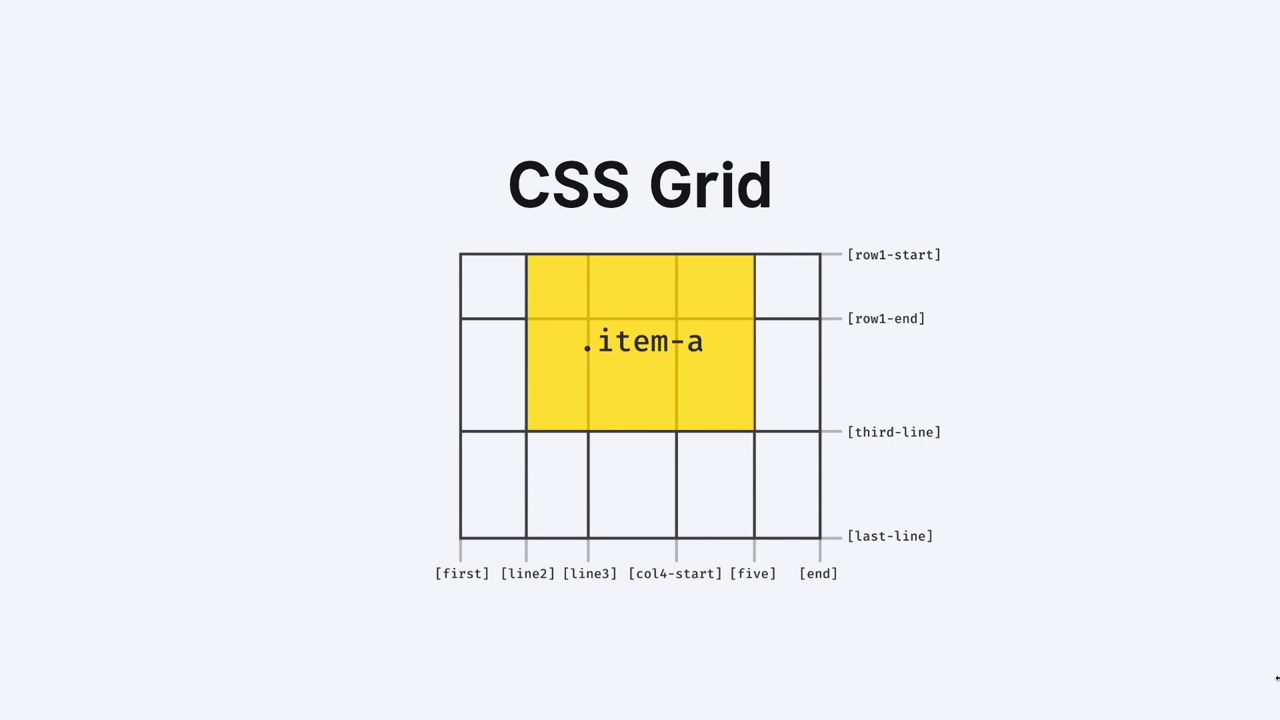 CSS Grid
[row1-start]
[row1-end]
.item-a
[third-line]
[last-line]
[first] [line2] [line3] [col4-start] [five] [end]